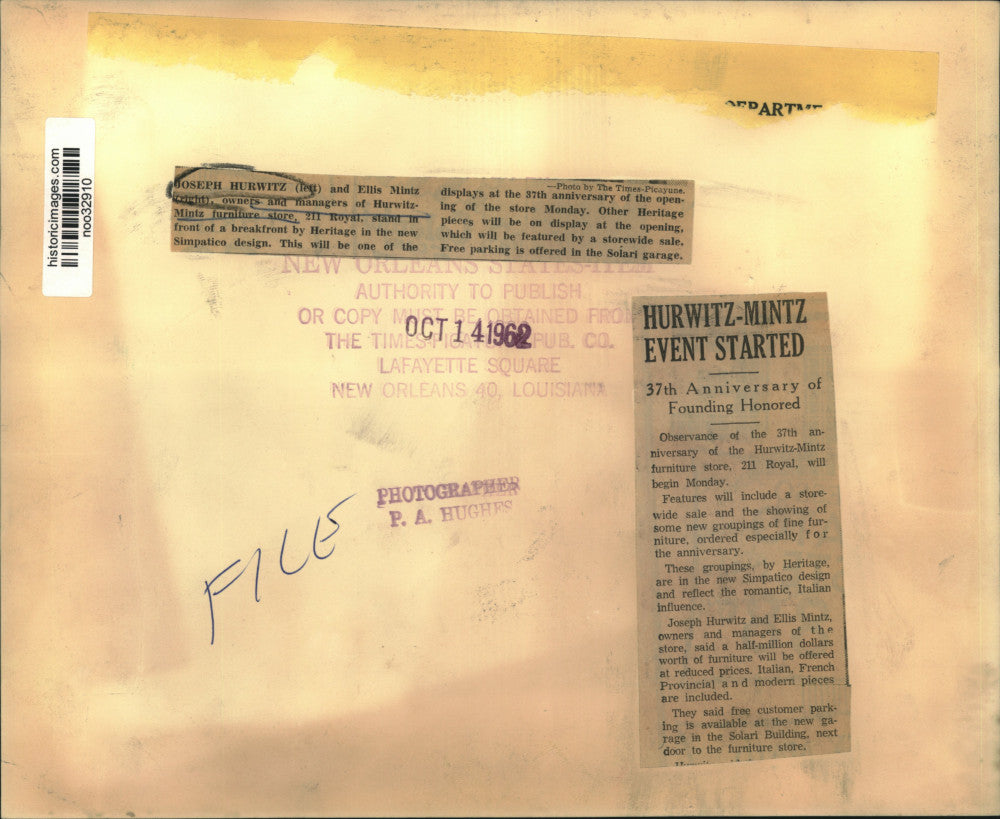 historicimages.com
noo32910
JOSEPH HURWITZ (left) and Ellis Mintz
(right), owners and managers of Hurwitz-
Mintz furniture store, 211 Royal, stand in
front of a breakfront by Heritage in the new
Simpatico design. This will be one of the
—Photo by The Times-Picayune.
displays at the 37th anniversary of the open-
ing of the store Monday. Other Heritage
pieces will be on display at the opening,
which will be featured by a storewide sale.
Free parking is offered in the Solari garage.
NEW ORLEANS STATES-ITEM
AUTHORITY TO PUBLISH
OR COPY MUST BE OBTAINED FROM
THE TIMES-PICAYUNE PUB. CO.
LAFAYETTE SQUARE
NEW ORLEANS 40, LOUISIANA
OCT 14 1962
PHOTOGRAPHER
P. A. HUGHES
FILE
HURWITZ-MINTZ
EVENT STARTED
37th Anniversary of
Founding Honored
Observance of the 37th an-
niversary of the Hurwitz-Mintz
furniture store, 211 Royal, will
begin Monday.
Features will include a store-
wide sale and the showing of
some new groupings of fine fur-
niture, ordered especially for
the anniversary.
These groupings, by Heritage,
are in the new Simpatico design
and reflect the romantic, Italian
influence.
Joseph Hurwitz and Ellis Mintz,
owners and managers of the
store, said a half-million dollars
worth of furniture will be offered
at reduced prices. Italian, French
Provincial and modern pieces
are included.
They said free customer park-
ing is available at the new ga-
rage in the Solari Building, next
door to the furniture store.